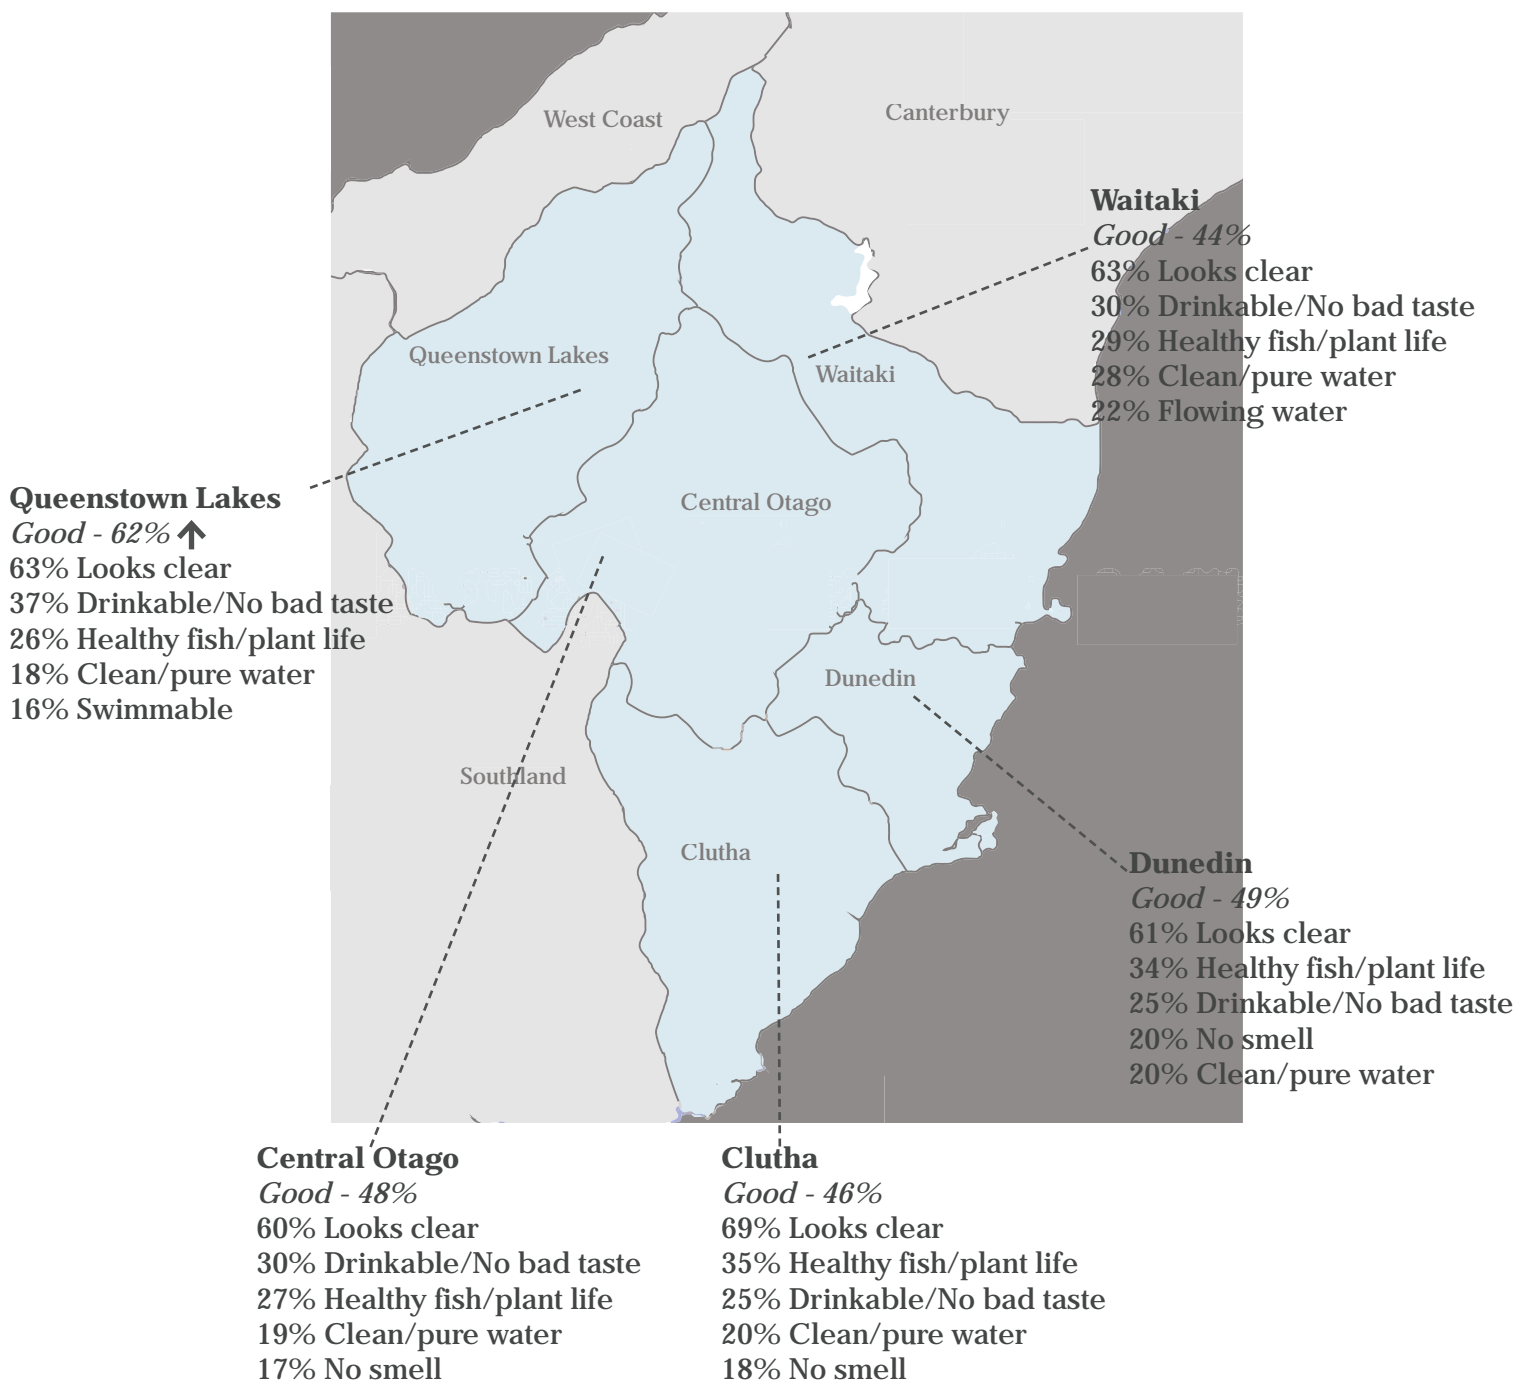 West Coast
Canterbury
Waitaki
Good - 44%
63% Looks clear
30% Drinkable/No bad taste
29% Healthy fish/plant life
28% Clean/pure water
22% Flowing water
Queenstown Lakes
Waitaki
Central Otago
Queenstown Lakes
Good - 62% ↑
63% Looks clear
37% Drinkable/No bad taste
26% Healthy fish/plant life
18% Clean/pure water
16% Swimmable
Dunedin
Southland
Clutha
Dunedin
Good - 49%
61% Looks clear
34% Healthy fish/plant life
25% Drinkable/No bad taste
20% No smell
20% Clean/pure water
Central Otago
Good - 48%
60% Looks clear
30% Drinkable/No bad taste
27% Healthy fish/plant life
19% Clean/pure water
17% No smell
Clutha
Good - 46%
69% Looks clear
35% Healthy fish/plant life
25% Drinkable/No bad taste
20% Clean/pure water
18% No smell